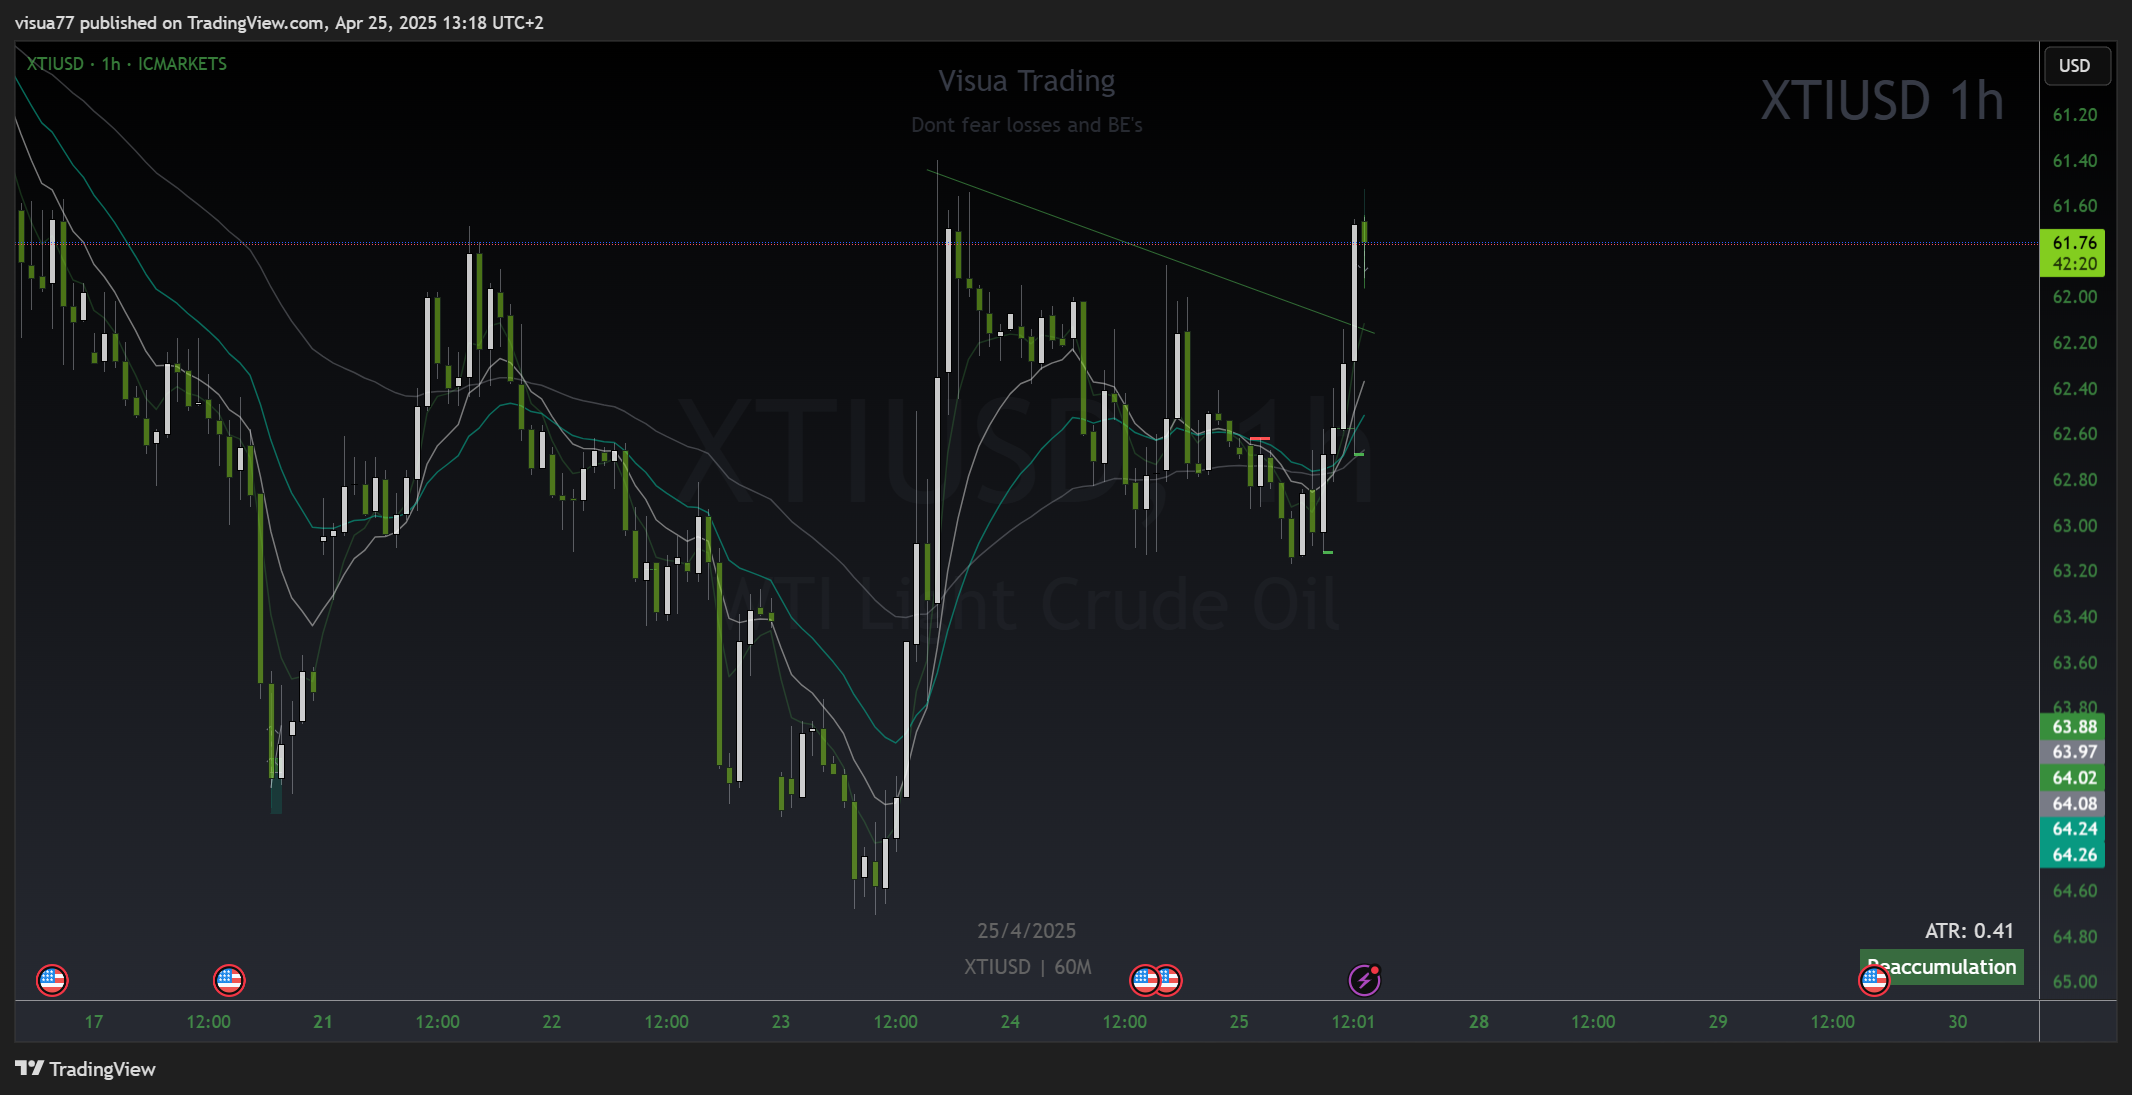 visua77 published on TradingView.com, Apr 25, 2025 13:18 UTC+2
XTIUSD · 1h · ICMARKETS
Visua Trading
Dont fear losses and BE's
XTIUSD 1h
USD
61.20
61.40
61.60
61.76
42:20
62.00
62.20
62.40
62.60
62.80
63.00
63.20
63.40
63.60
63.80
63.88
63.97
64.02
64.08
64.24
64.26
64.60
64.80
65.00
XTIUSD, 1h
WTI Light Crude Oil
25/4/2025
XTIUSD | 60M
ATR: 0.41
Reaccumulation
17 12:00 21 12:00 22 12:00 23 12:00 24 12:00 25 12:01 28 12:00 29 12:00 30
TradingView